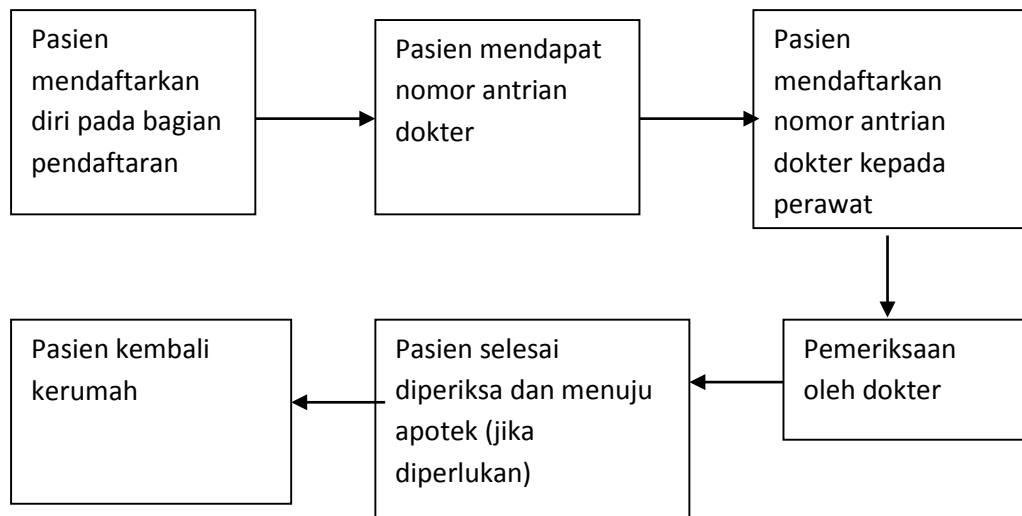 Pasien
mendaftarkan
diri pada bagian
pendaftaran
Pasien mendapat
nomor antrian
dokter
Pasien
mendaftarkan
nomor antrian
dokter kepada
perawat
Pemeriksaan
oleh dokter
Pasien selesai
diperiksa dan menuju
apotek (jika
diperlukan)
Pasien kembali
kerumah